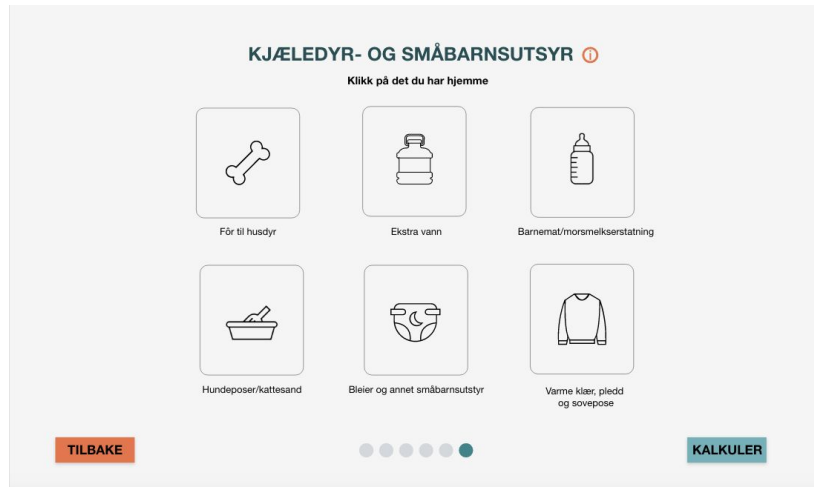 KJÆLEDYR- OG SMÅBARNSUTSYR
Klikk på det du har hjemme
Fôr til husdyr
Ekstra vann
Barnemat/morsmelkserstatning
Hundeposer/kattesand
Bleier og annet småbarnsutstyr
Varme klær, pledd
og sovepose
TILBAKE
KALKULER